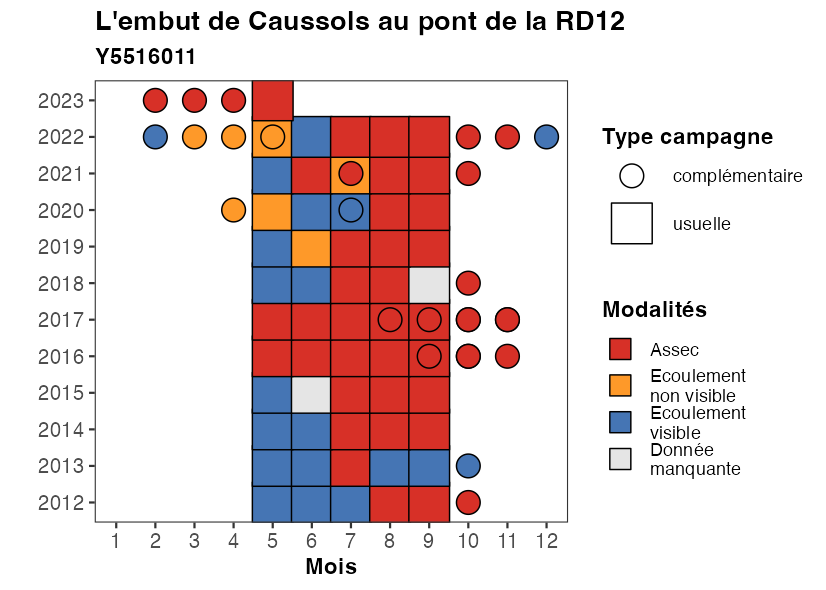 L'embut de Caussols au pont de la RD12
Y5516011
2023
2022
2021
2020
2019
2018
2017
2016
2015
2014
2013
2012
1 2 3 4 5 6 7 8 9 10 11 12
Mois
Type campagne
complémentaire
usuelle
Modalités
Assec
Ecoulement
non visible
Ecoulement
visible
Donnée
manquante